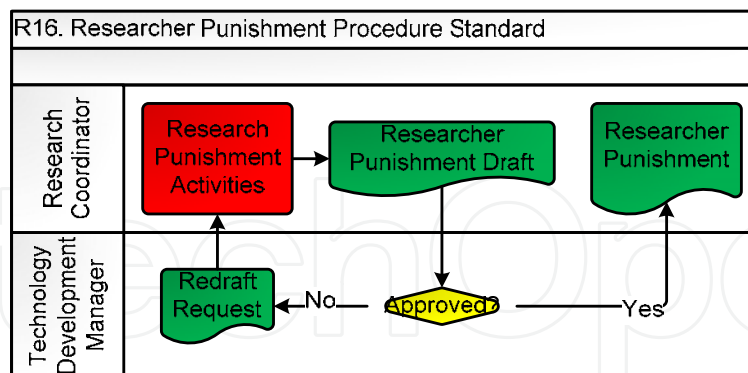 R16. Researcher Punishment Procedure Standard
Research
Coordinator
Research
Punishment
Activities
Researcher
Punishment Draft
Researcher
Punishment
Technology
Development
Manager
Redraft
Request
No
Approved?
Yes